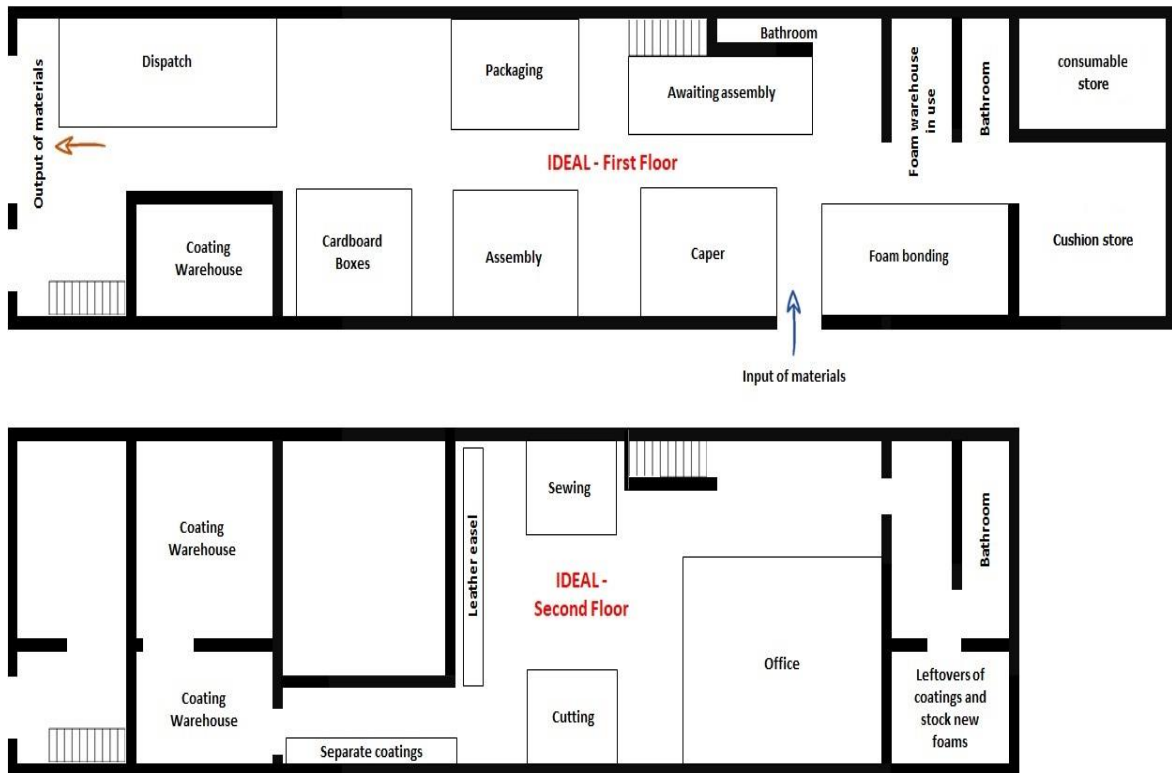 Dispatch
Output of materials
Packaging
Bathroom
Awaiting assembly
Foam warehouse
in use
Bathroom
consumable
store
IDEAL - First Floor
Coating
Warehouse
Cardboard
Boxes
Assembly
Caper
Foam bonding
Cushion store
Input of materials
Coating
Warehouse
Leather easel
Sewing
IDEAL -
Second Floor
Bathroom
Coating
Warehouse
Separate coatings
Cutting
Office
Leftovers of
coatings and
stock new
foams